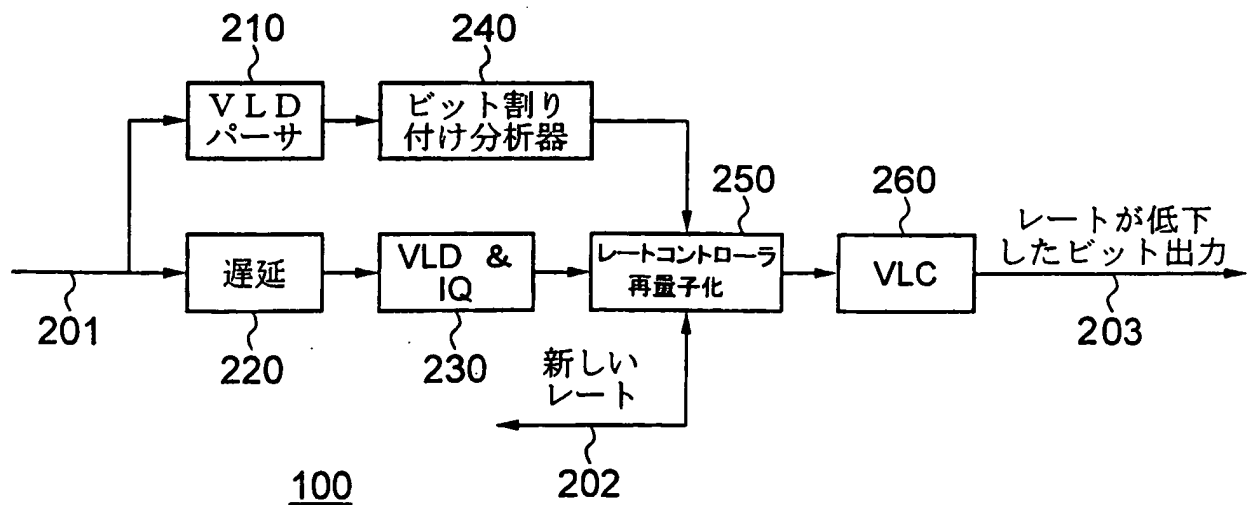 210
240
ＶＬＤ
パーサ
ビット割り
付け分析器
250
260
レートが低下
したビット出力
遅延
VLD &
IQ
レートコントローラ
再量子化
VLC
201
220
230
新しい
レート
203
202
100